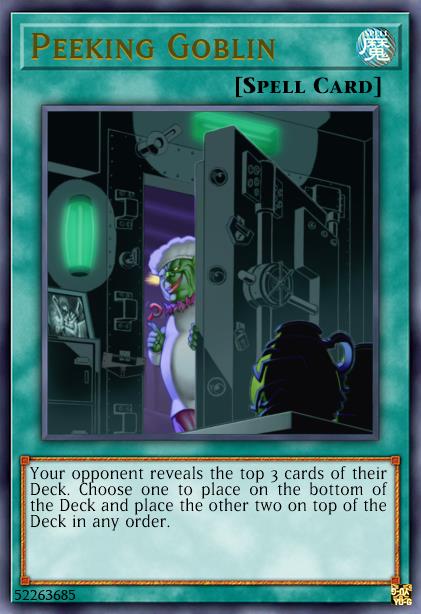 Peeking Goblin
SPELL
魔
[Spell Card]
Your opponent reveals the top 3 cards of their
Deck. Choose one to place on the bottom of
the Deck and place the other two on top of the
Deck in any order.
52263685